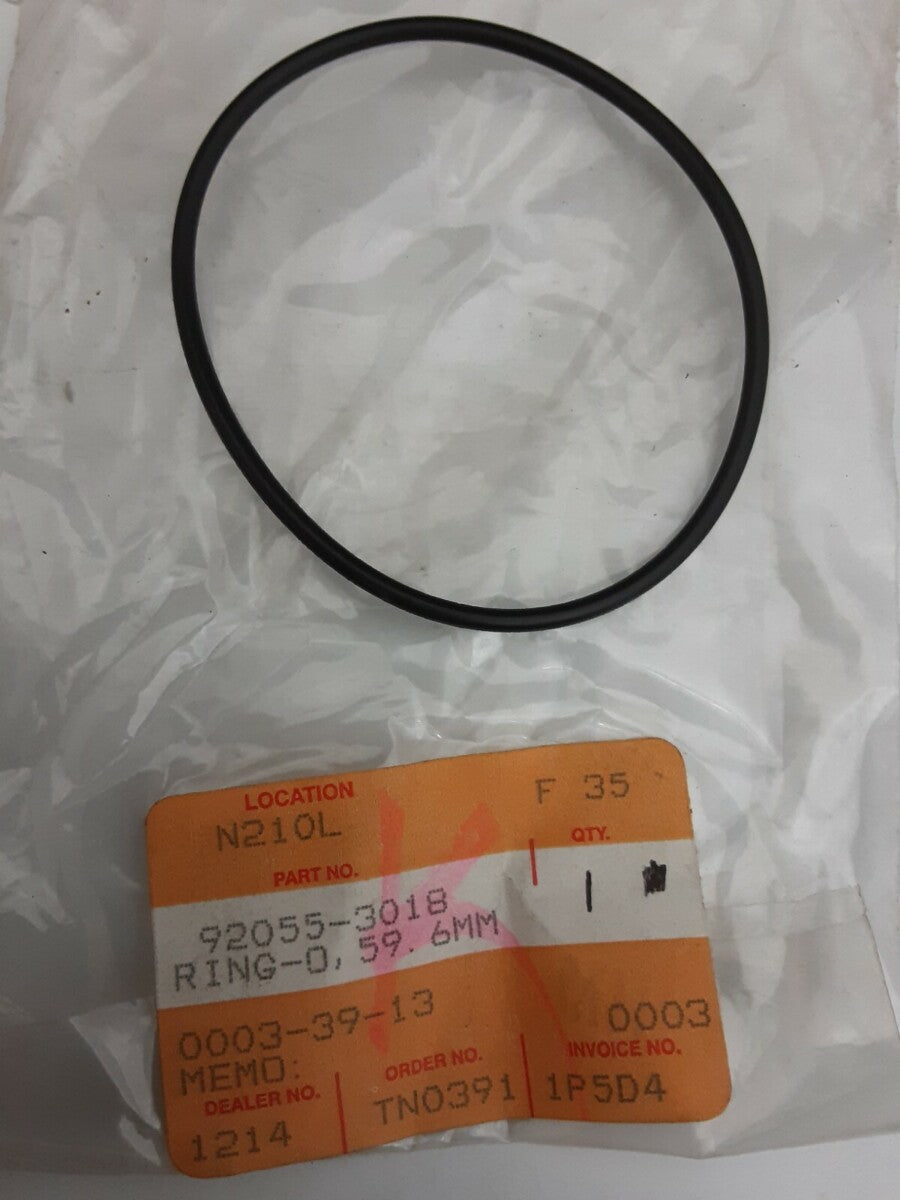 LOCATION
F 35
N210L
QTY.
PART NO.
1
92055-3018
RING-O, 59.6MM
K
0003-39-13
0003
MEMO:
DEALER NO.
ORDER NO.
INVOICE NO.
1214
TN0391
1P5D4